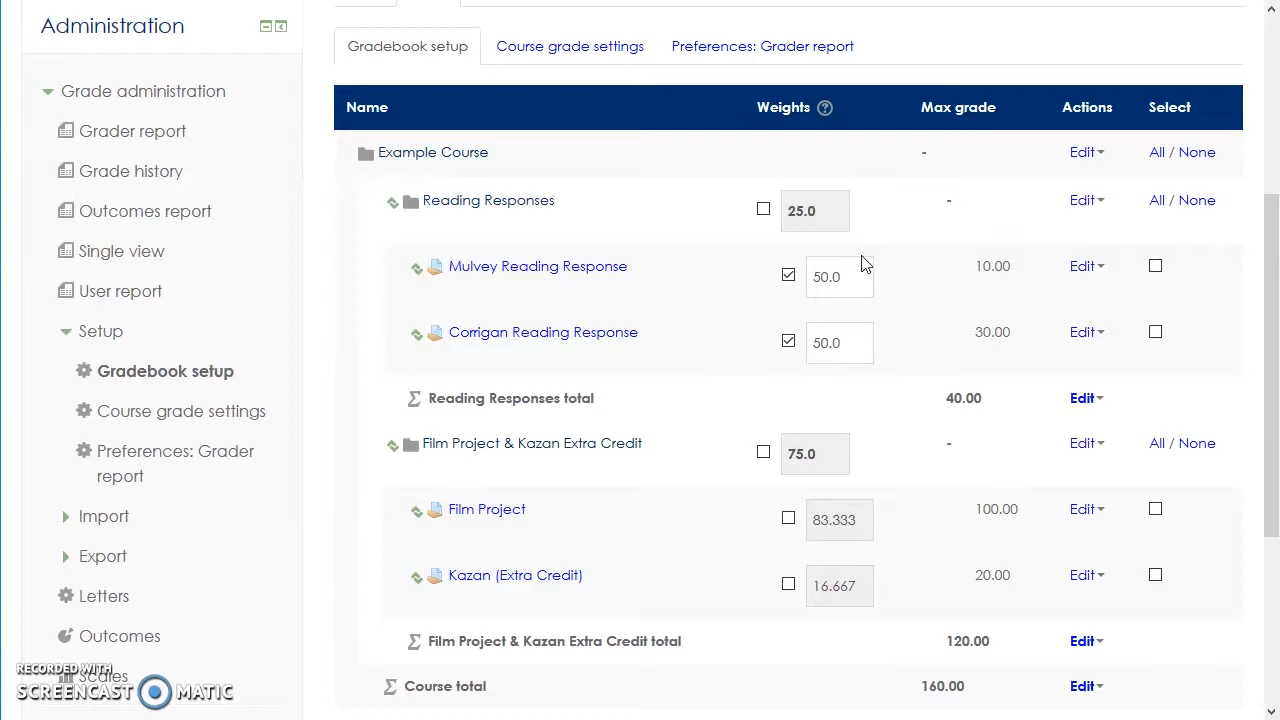 Administration
Grade administration
Grader report
Grade history
Outcomes report
Single view
User report
Setup
Gradebook setup
Course grade settings
Preferences: Grader
report
Import
Export
Letters
Outcomes
Scales
RECORDED WITH
SCREENCAST MATIC
Gradebook setup Course grade settings Preferences: Grader report
Name Weights ? Max grade Actions Select
Example Course - Edit All / None
Reading Responses 25.0 - Edit All / None
Mulvey Reading Response 50.0 10.00 Edit
Corrigan Reading Response 50.0 30.00 Edit
Σ Reading Responses total 40.00 Edit
Film Project & Kazan Extra Credit 75.0 - Edit All / None
Film Project 83.333 100.00 Edit
Kazan (Extra Credit) 16.667 20.00 Edit
Σ Film Project & Kazan Extra Credit total 120.00 Edit
Σ Course total 160.00 Edit